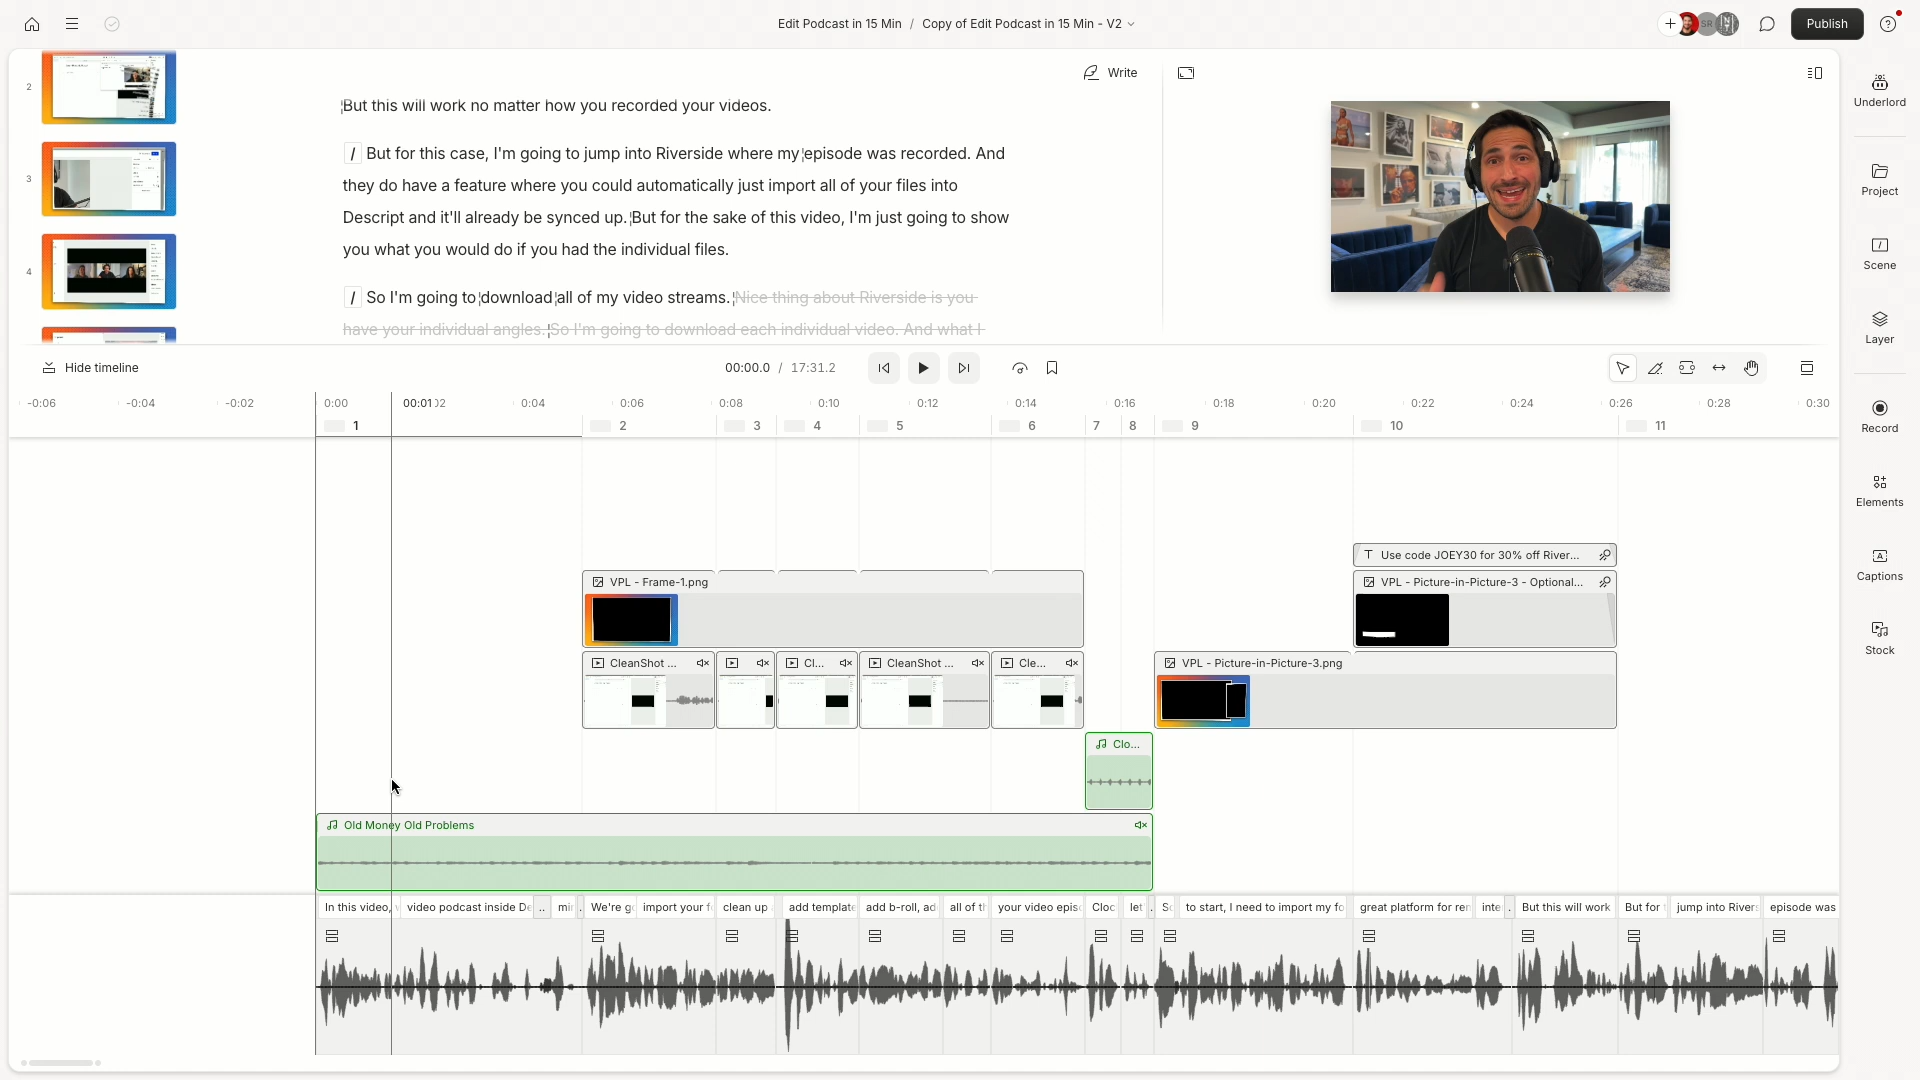 Edit Podcast in 15 Min / Copy of Edit Podcast in 15 Min - V2
SR
Publish
Write
2
3
4
But this will work no matter how you recorded your videos.
/ But for this case, I'm going to jump into Riverside where my episode was recorded. And
they do have a feature where you could automatically just import all of your files into
Descript and it'll already be synced up. But for the sake of this video, I'm just going to show
you what you would do if you had the individual files.
/ So I'm going to download all of my video streams. Nice thing about Riverside is you
have your individual angles. So I'm going to download each individual video. And what I
Underlord
Project
Scene
Layer
Record
Elements
Captions
Stock
Hide timeline
00:00.0 / 17:31.2
-0:06 -0:04 -0:02 0:00 00:01 02 0:04 0:06 0:08 0:10 0:12 0:14 0:16 0:18 0:20 0:22 0:24 0:26 0:28 0:30
1 2 3 4 5 6 7 8 9 10 11
Use code JOEY30 for 30% off River...
VPL - Frame-1.png
VPL - Picture-in-Picture-3 - Optional...
CleanShot ...
Cl...
CleanShot ...
Cle...
VPL - Picture-in-Picture-3.png
Clo...
Old Money Old Problems
In this video, video podcast inside De .. mi . We're g import your f clean up add template add b-roll, ad all of t your video epis Cloc let' . S to start, I need to import my fo great platform for re inte . But this will work But for jump into River episode was